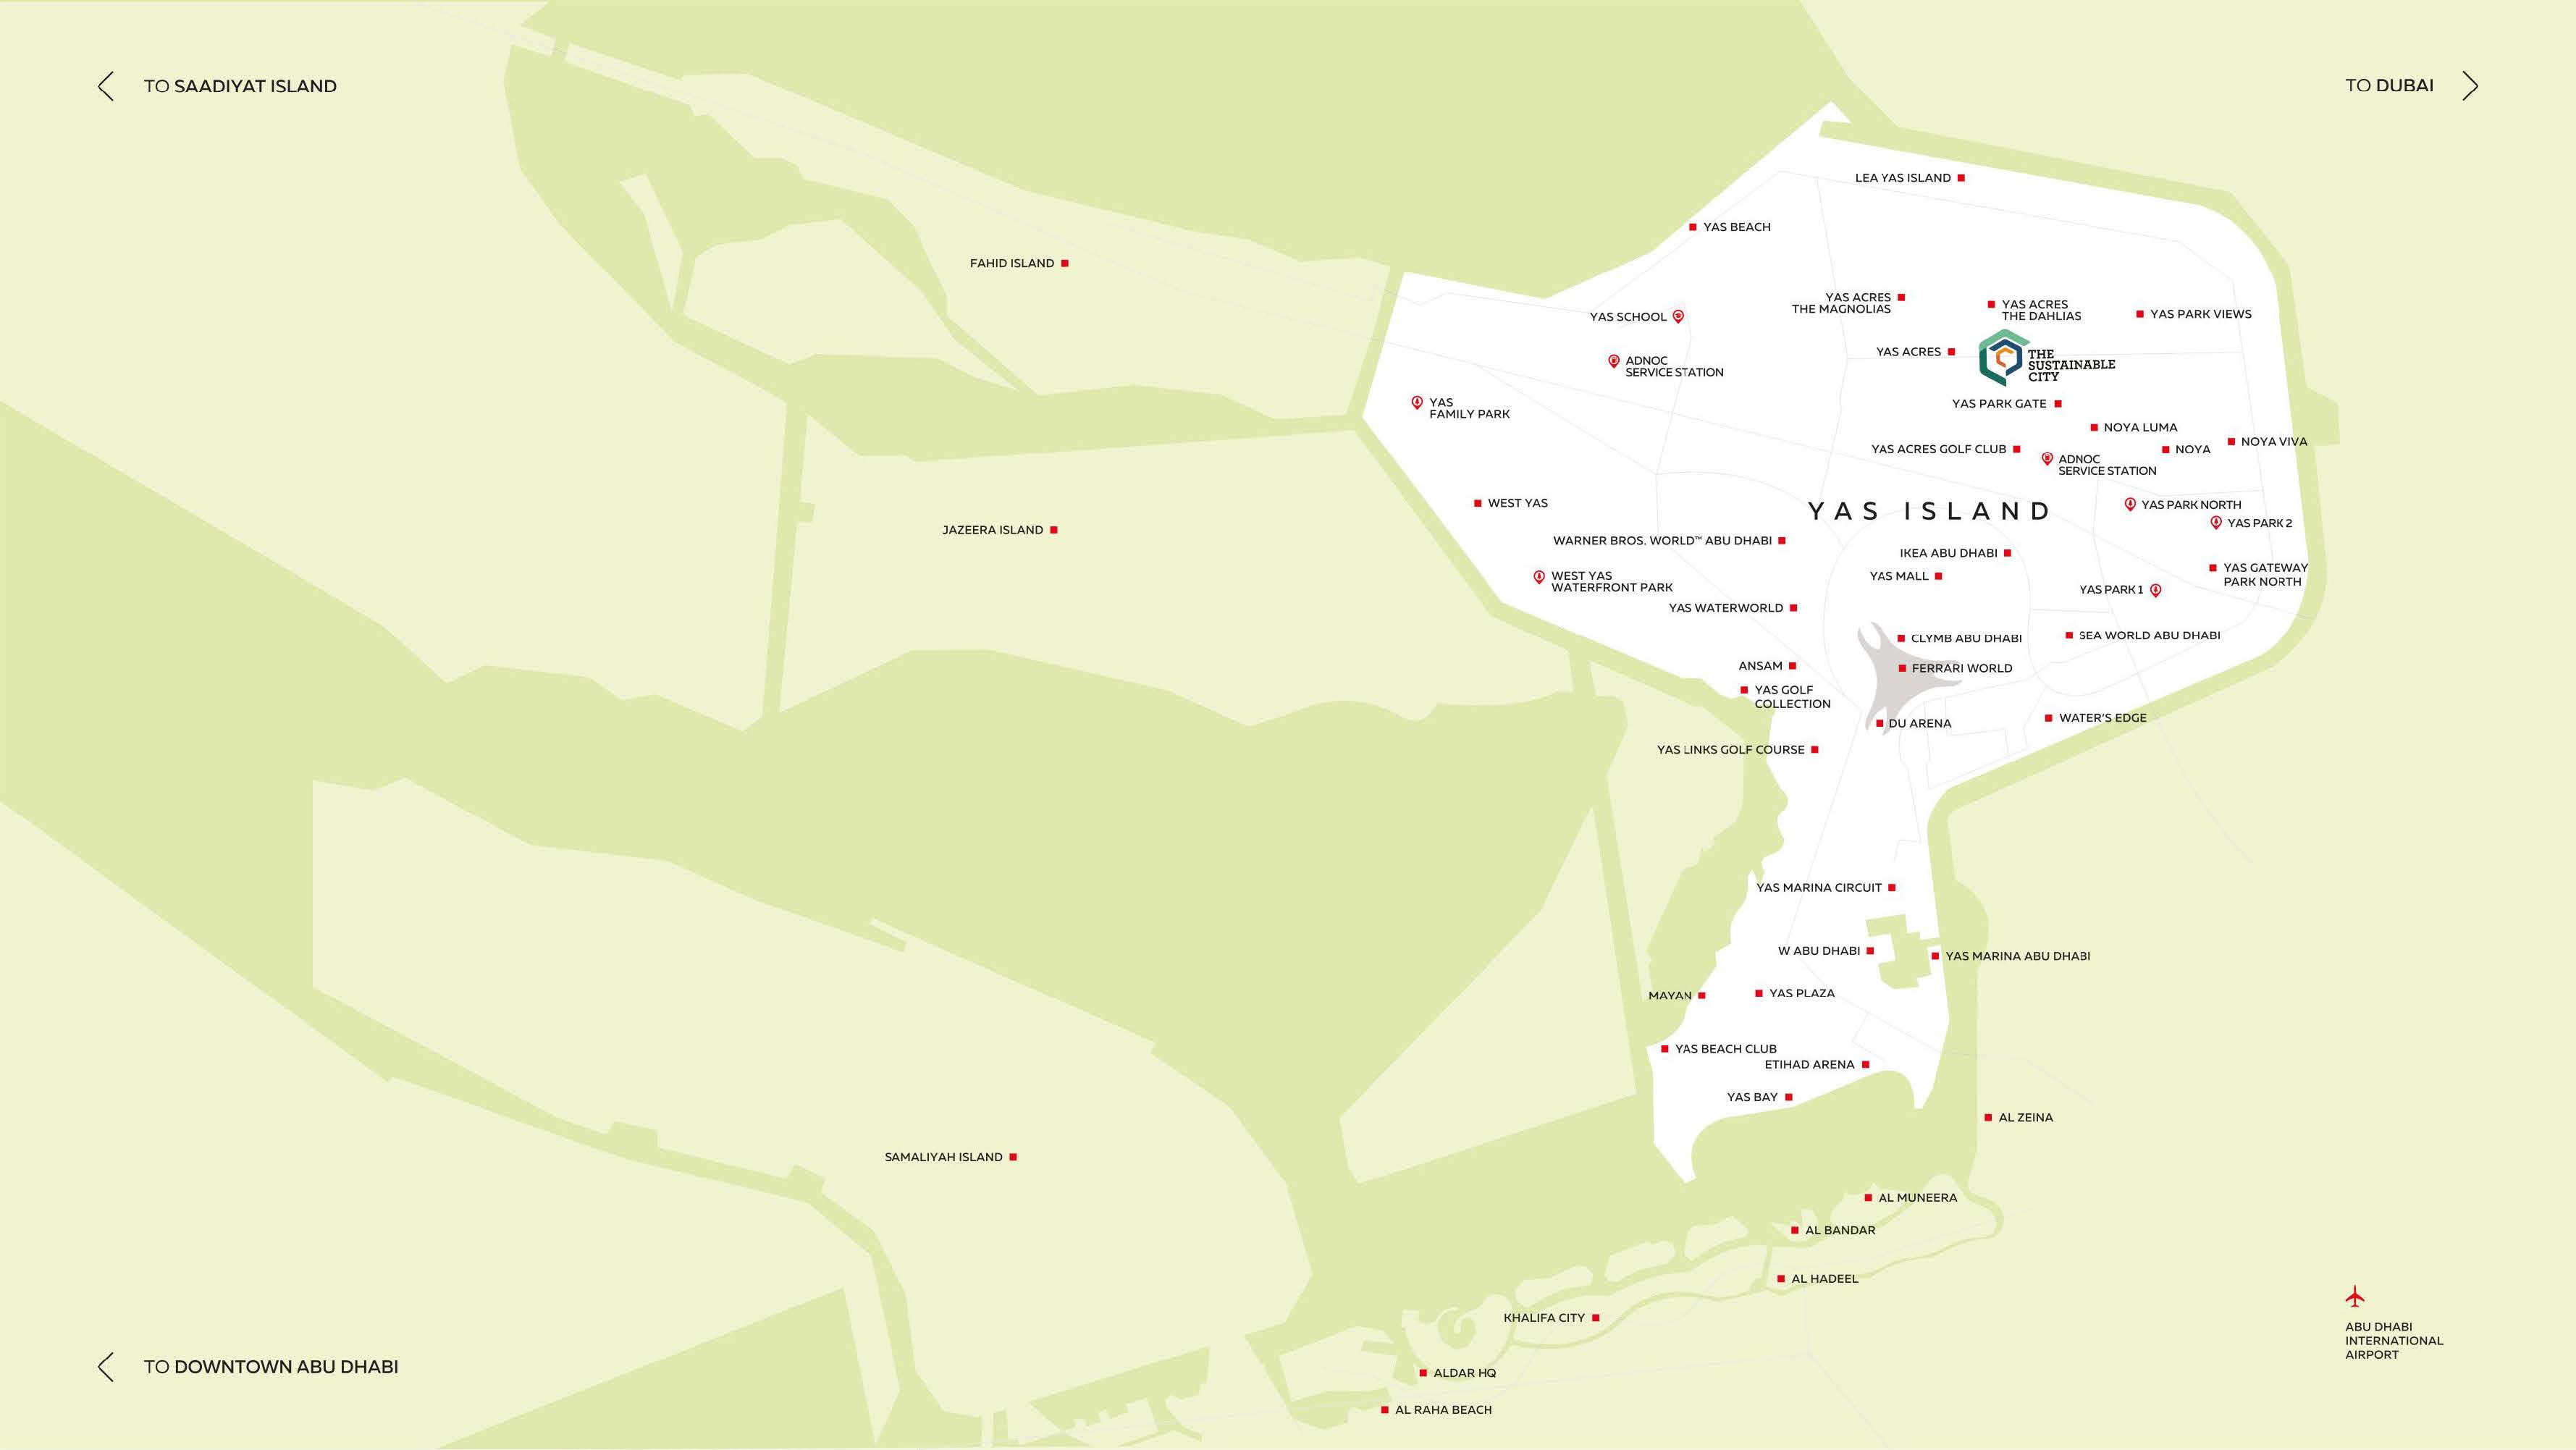 TO SAADIYAT ISLAND
TO DUBAI
LEA YAS ISLAND
YAS BEACH
FAHID ISLAND
YAS ACRES
THE MAGNOLIAS
YAS ACRES
THE DAHLIAS
YAS PARK VIEWS
YAS SCHOOL
YAS ACRES
THE
SUSTAINABLE
CITY
ADNOC
SERVICE STATION
YAS
FAMILY PARK
YAS PARK GATE
NOYA LUMA
NOYA VIVA
YAS ACRES GOLF CLUB
NOYA
ADNOC
SERVICE STATION
WEST YAS
YAS ISLAND
YAS PARK NORTH
YAS PARK 2
JAZEERA ISLAND
WARNER BROS. WORLD™ ABU DHABI
IKEA ABU DHABI
YAS GATEWAY
PARK NORTH
WEST YAS
WATERFRONT PARK
YAS MALL
YAS PARK 1
YAS WATERWORLD
CLYMB ABU DHABI
SEA WORLD ABU DHABI
ANSAM
FERRARI WORLD
YAS GOLF
COLLECTION
DU ARENA
WATER'S EDGE
YAS LINKS GOLF COURSE
YAS MARINA CIRCUIT
W ABU DHABI
YAS MARINA ABU DHABI
MAYAN
YAS PLAZA
YAS BEACH CLUB
ETIHAD ARENA
YAS BAY
AL ZEINA
SAMALIYAH ISLAND
AL MUNEERA
AL BANDAR
AL HADEEL
KHALIFA CITY
ABU DHABI
INTERNATIONAL
AIRPORT
TO DOWNTOWN ABU DHABI
ALDAR HQ
AL RAHA BEACH